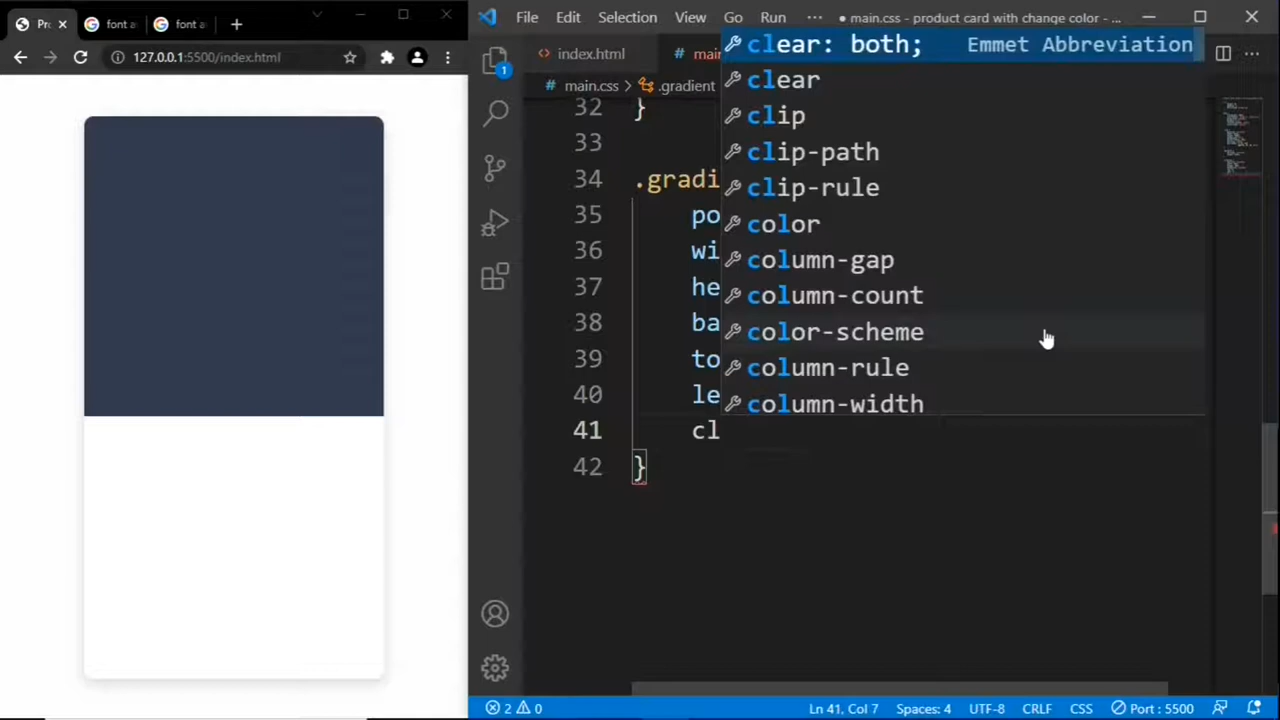 Pro
font a
font a
127.0.0.1:5500/index.html
File Edit Selection View Go Run ···
● main.css - product card with change color - ...
index.html
# mai
# main.css > .gradient
1
clear: both; Emmet Abbreviation
clear
clip
clip-path
clip-rule
color
column-gap
column-count
color-scheme
column-rule
column-width
32 }
33
34 .gradi
35 po
36 wi
37 he
38 ba
39 to
40 le
41 cl
42 }
2 0 Ln 41, Col 7 Spaces: 4 UTF-8 CRLF CSS Port : 5500